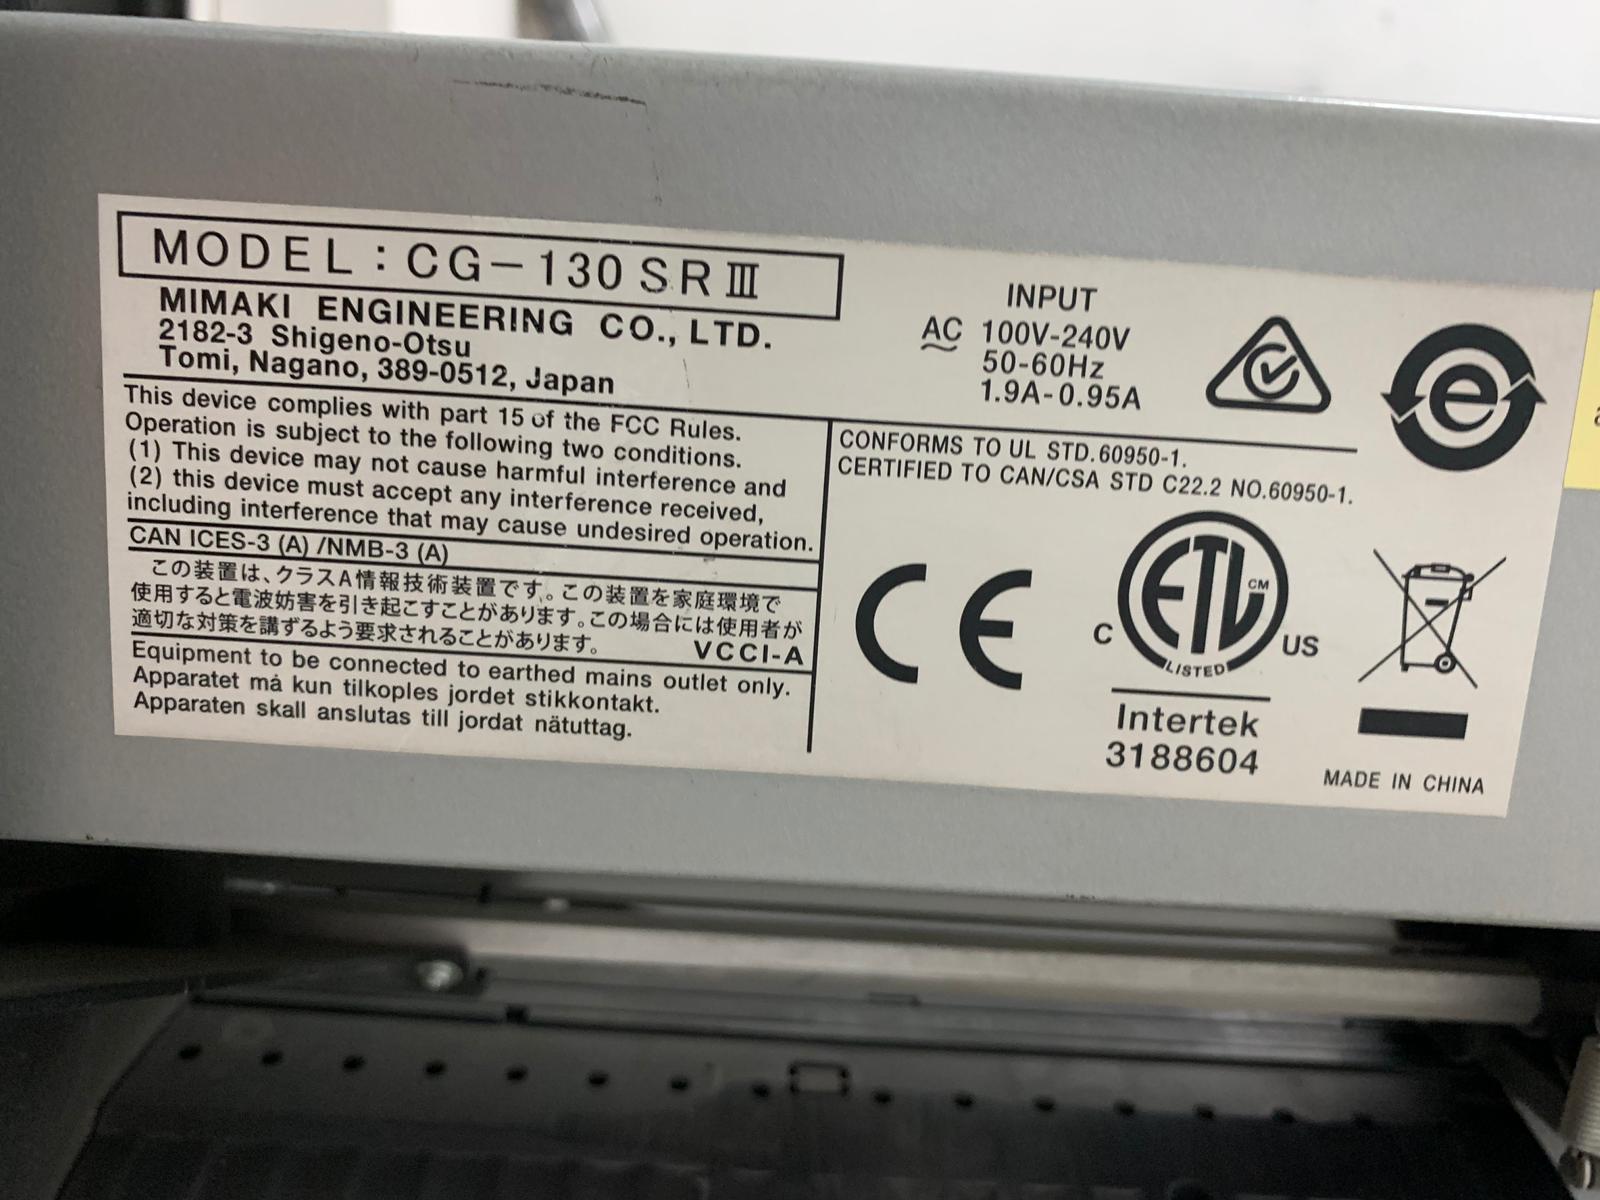 MODEL : CG-130 SRⅢ
MIMAKI ENGINEERING CO., LTD.
2182-3 Shigeno-Otsu
Tomi, Nagano, 389-0512, Japan
INPUT
AC 100V-240V
50-60Hz
1.9A-0.95A
e
This device complies with part 15 of the FCC Rules.
Operation is subject to the following two conditions.
(1) This device may not cause harmful interference and
(2) this device must accept any interference received,
including interference that may cause undesired operation.
CAN ICES-3 (A) /NMB-3 (A)
この装置は、クラスA情報技術装置です。この装置を家庭環境で
使用すると電波妨害を引き起こすことがあります。この場合には使用者が
適切な対策を講ずるよう要求されることがあります。
VCCI-A
Equipment to be connected to earthed mains outlet only.
Apparatet må kun tilkoples jordet stikkontakt.
Apparaten skall anslutas till jordat nätuttag.
CONFORMS TO UL STD. 60950-1.
CERTIFIED TO CAN/CSA STD C22.2 NO.60950-1.
CE
C ETL CM US
LISTED
Intertek
3188604
MADE IN CHINA